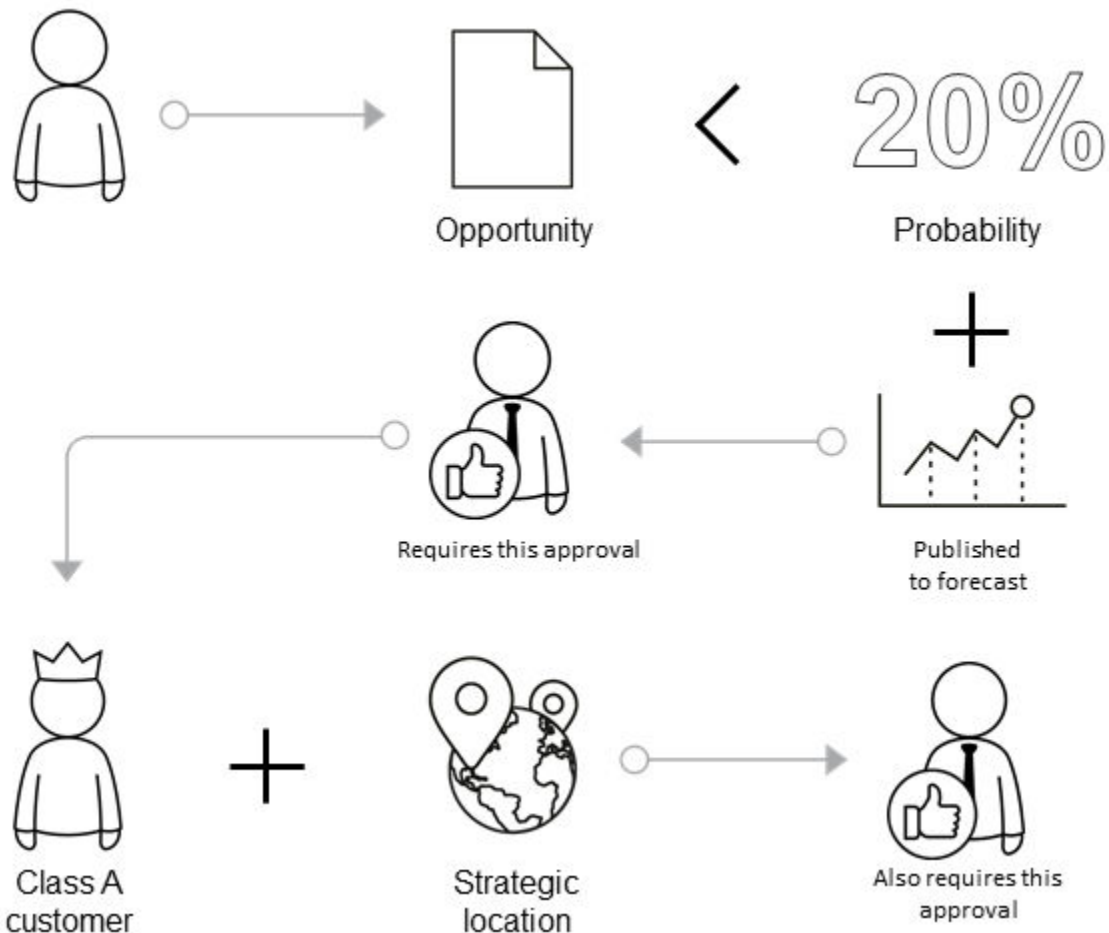 20%
Opportunity
Probability
Requires this approval
Published
to forecast
Class A
customer
Strategic
location
Also requires this
approval